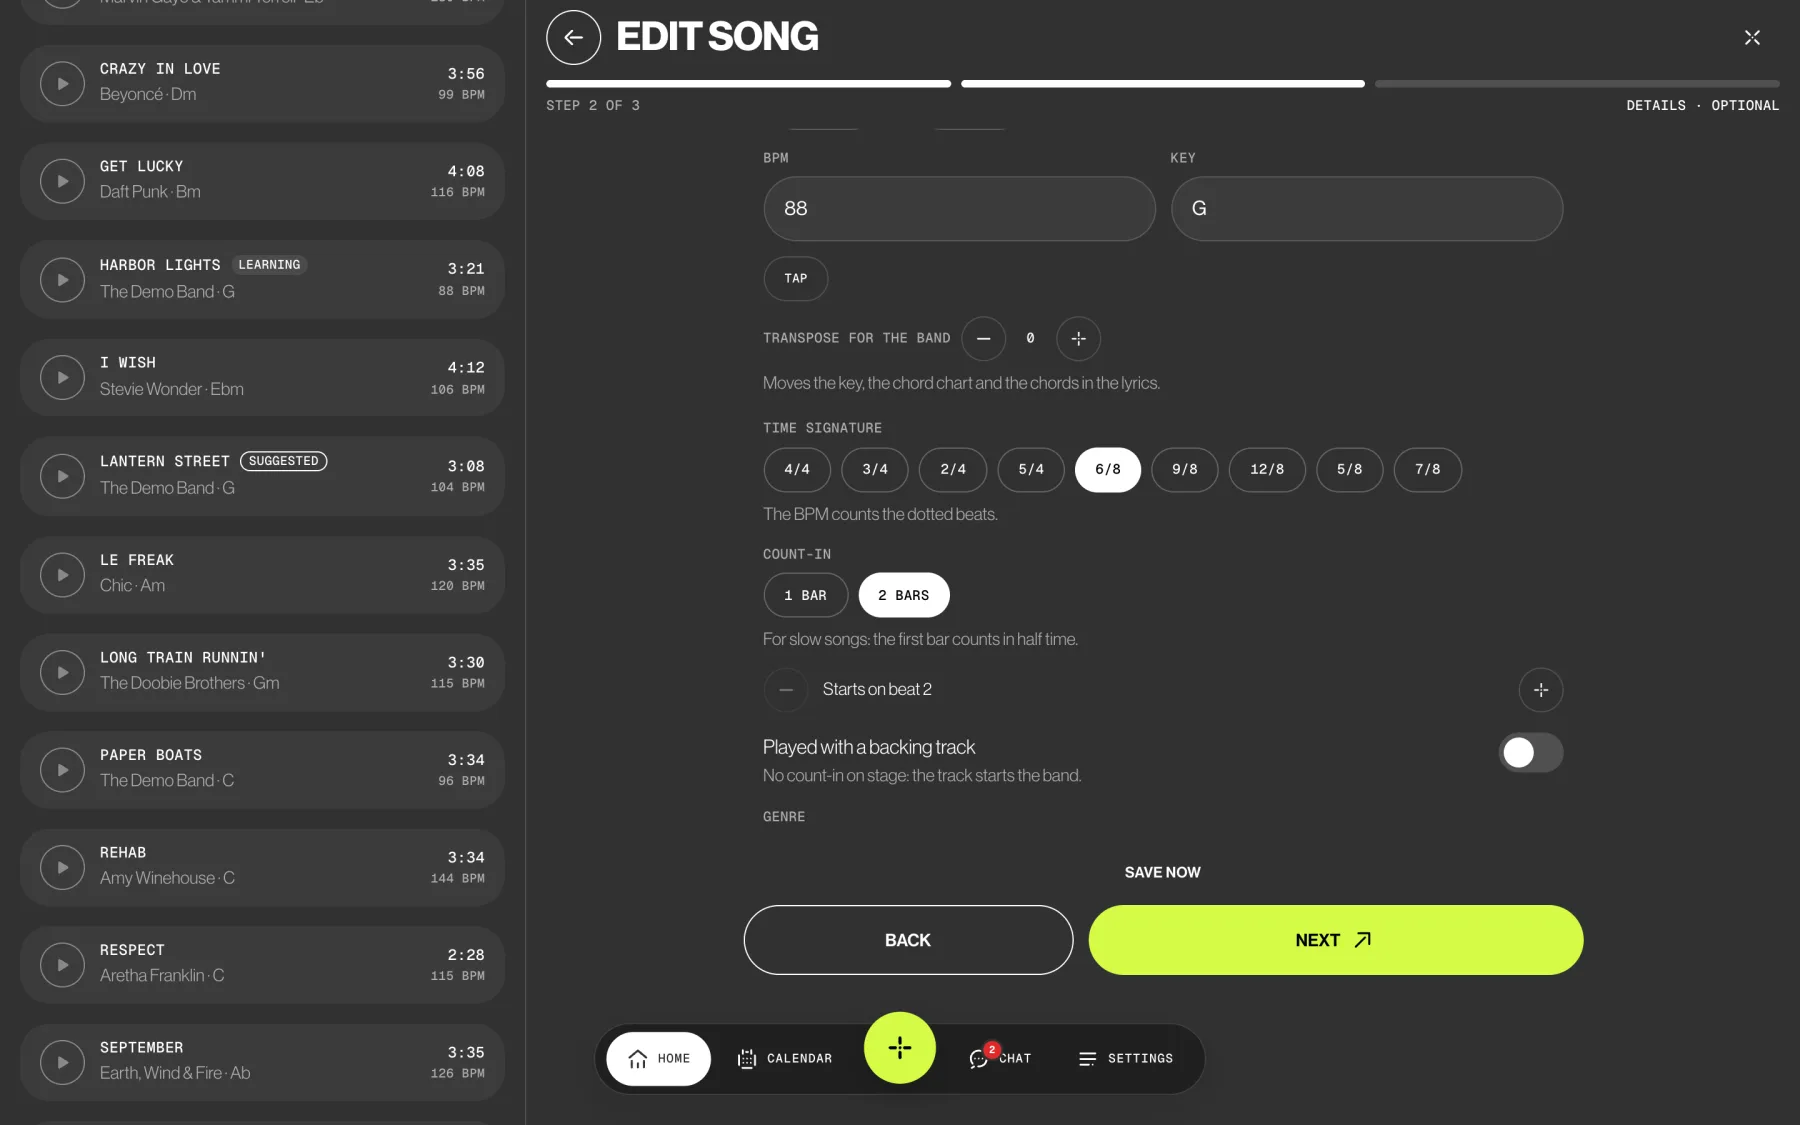 CRAZY IN LOVE
Beyoncé · Dm
3:56
99 BPM
GET LUCKY
Daft Punk · Bm
4:08
116 BPM
HARBOR LIGHTS LEARNING
The Demo Band · G
3:21
88 BPM
I WISH
Stevie Wonder · Ebm
4:12
106 BPM
LANTERN STREET SUGGESTED
The Demo Band · G
3:08
104 BPM
LE FREAK
Chic · Am
3:35
120 BPM
LONG TRAIN RUNNIN'
The Doobie Brothers · Gm
3:30
115 BPM
PAPER BOATS
The Demo Band · C
3:34
96 BPM
REHAB
Amy Winehouse · C
3:34
144 BPM
RESPECT
Aretha Franklin · C
2:28
115 BPM
SEPTEMBER
Earth, Wind & Fire · Ab
3:35
126 BPM
EDIT SONG
STEP 2 OF 3
DETAILS · OPTIONAL
BPM
KEY
88
G
TAP
TRANSPOSE FOR THE BAND 0
Moves the key, the chord chart and the chords in the lyrics.
TIME SIGNATURE
4/4 3/4 2/4 5/4 6/8 9/8 12/8 5/8 7/8
The BPM counts the dotted beats.
COUNT-IN
1 BAR 2 BARS
For slow songs: the first bar counts in half time.
Starts on beat 2
Played with a backing track
No count-in on stage: the track starts the band.
GENRE
SAVE NOW
BACK
NEXT
HOME CALENDAR 2 CHAT SETTINGS